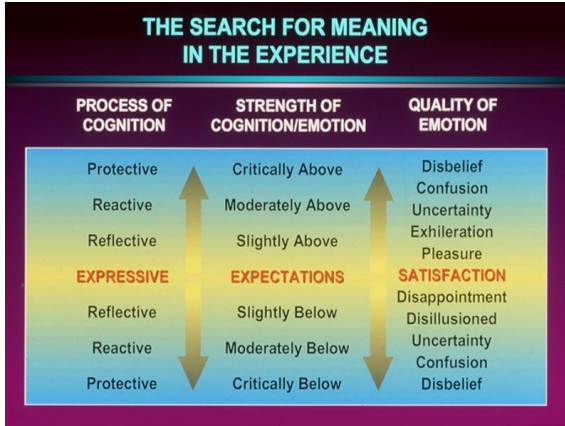 THE SEARCH FOR MEANING
IN THE EXPERIENCE
PROCESS OF
COGNITION
STRENGTH OF
COGNITION/EMOTION
QUALITY OF
EMOTION
Protective
Reactive
Reflective
EXPRESSIVE
Reflective
Reactive
Protective
Critically Above
Moderately Above
Slightly Above
EXPECTATIONS
Slightly Below
Moderately Below
Critically Below
Disbelief
Confusion
Uncertainty
Exhileration
Pleasure
SATISFACTION
Disappointment
Disillusioned
Uncertainty
Confusion
Disbelief